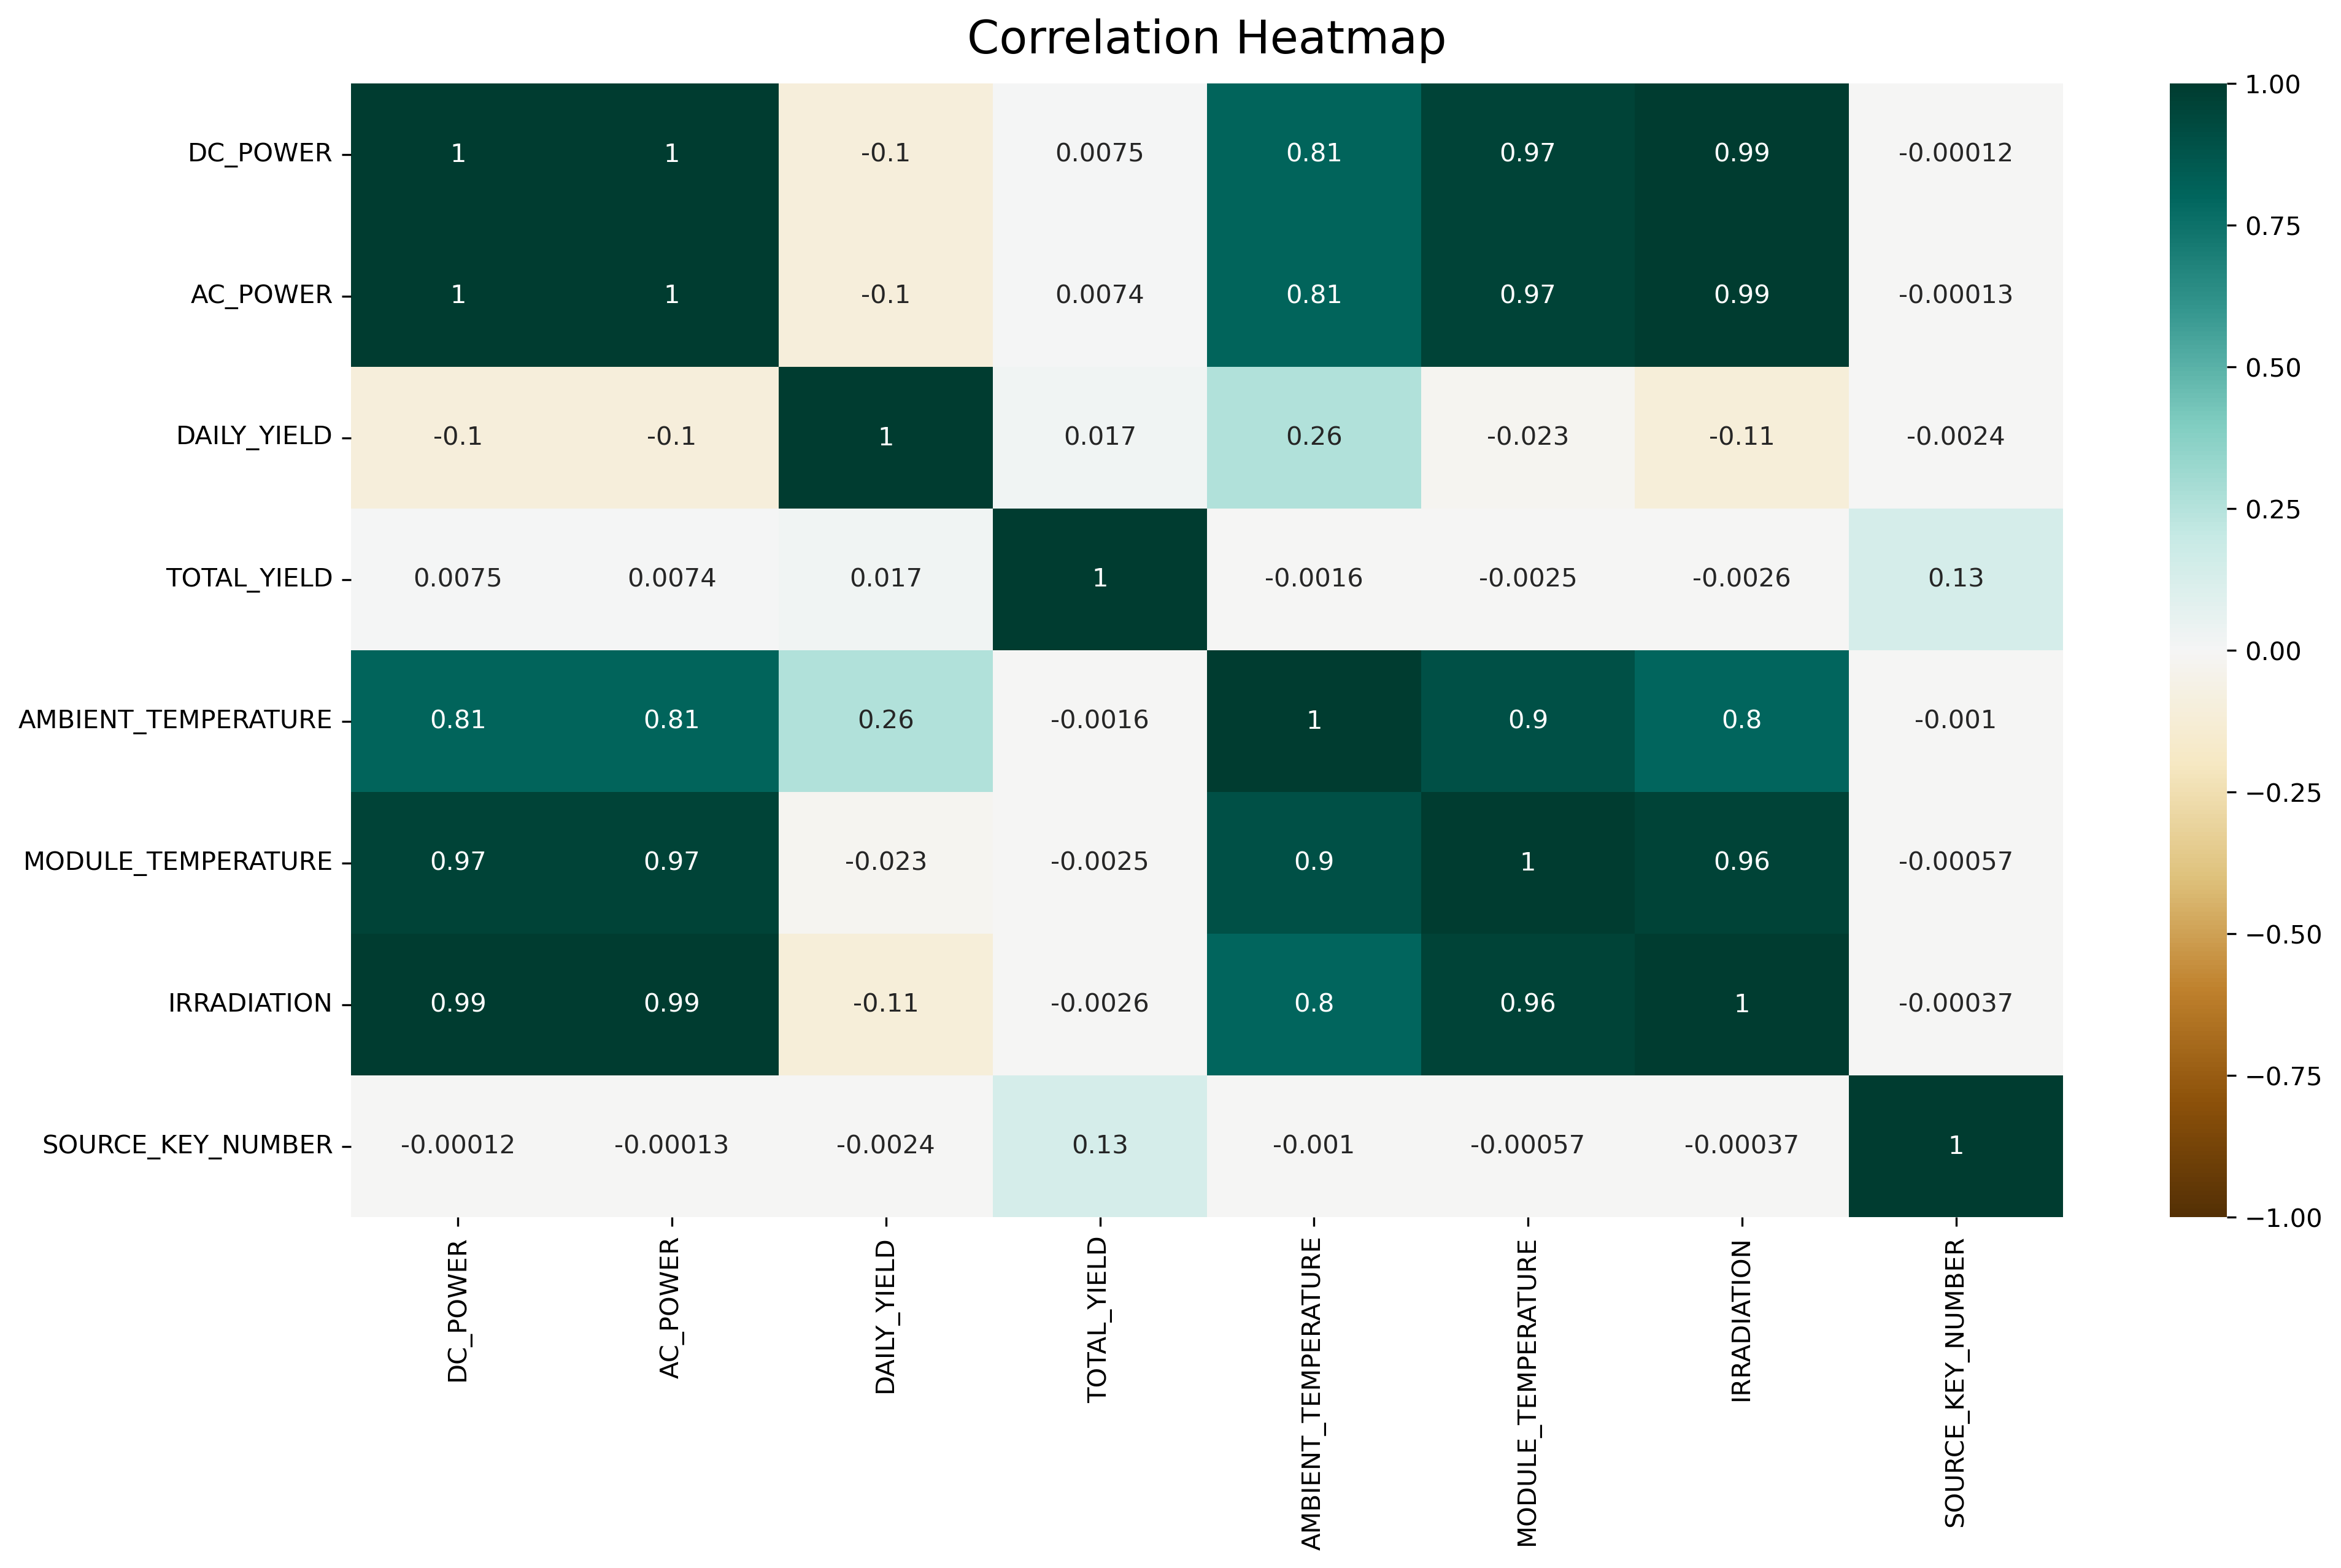 Correlation Heatmap
DC_POWER 1 1 -0.1 0.0075 0.81 0.97 0.99 -0.00012
AC_POWER 1 1 -0.1 0.0074 0.81 0.97 0.99 -0.00013
DAILY_YIELD -0.1 -0.1 1 0.017 0.26 -0.023 -0.11 -0.0024
TOTAL_YIELD 0.0075 0.0074 0.017 1 -0.0016 -0.0025 -0.0026 0.13
AMBIENT_TEMPERATURE 0.81 0.81 0.26 -0.0016 1 0.9 0.8 -0.001
MODULE_TEMPERATURE 0.97 0.97 -0.023 -0.0025 0.9 1 0.96 -0.00057
IRRADIATION 0.99 0.99 -0.11 -0.0026 0.8 0.96 1 -0.00037
SOURCE_KEY_NUMBER -0.00012 -0.00013 -0.0024 0.13 -0.001 -0.00057 -0.00037 1
DC_POWER
AC_POWER
DAILY_YIELD
TOTAL_YIELD
AMBIENT_TEMPERATURE
MODULE_TEMPERATURE
IRRADIATION
SOURCE_KEY_NUMBER
1.00
0.75
0.50
0.25
0.00
−0.25
−0.50
−0.75
−1.00